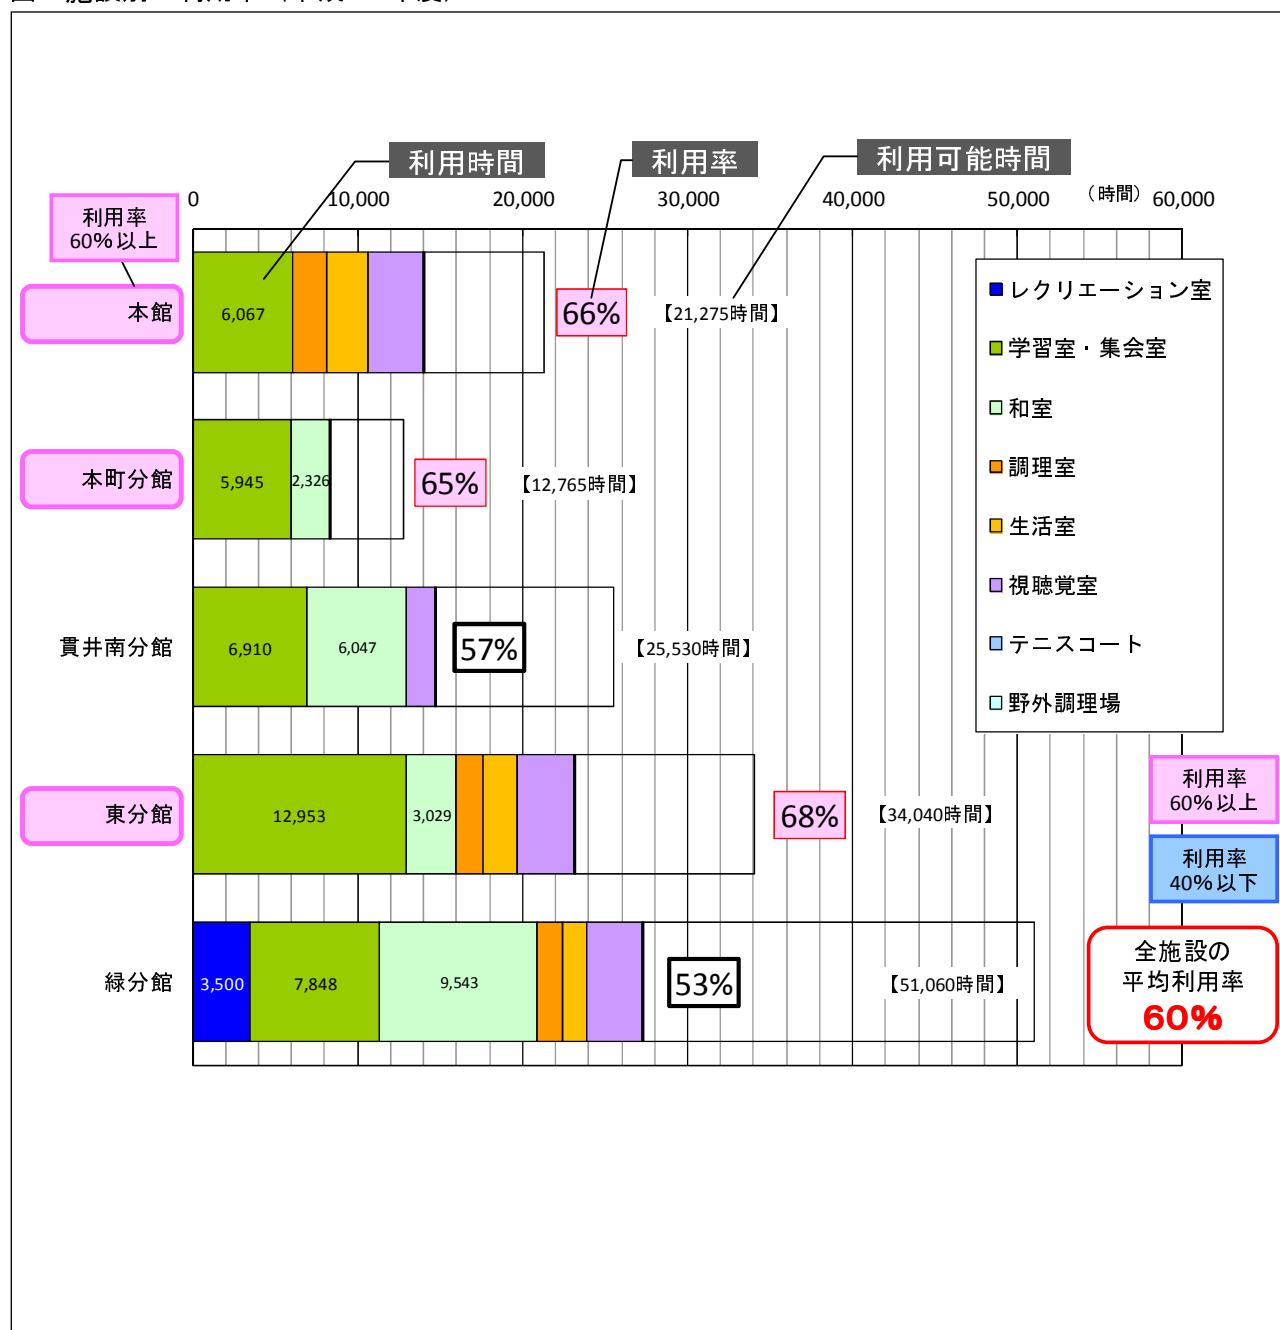 利用時間
利用率
利用可能時間
0
10,000
20,000
30,000
40,000
50,000
（時間）
60,000
利用率
60%以上
本館
6,067
66%
【21,275時間】
本町分館
5,945
2,326
65%
【12,765時間】
貫井南分館
6,910
6,047
57%
【25,530時間】
東分館
12,953
3,029
68%
【34,040時間】
緑分館
3,500
7,848
9,543
53%
【51,060時間】
レクリエーション室
学習室・集会室
和室
調理室
生活室
視聴覚室
テニスコート
野外調理場
利用率
60%以上
利用率
40%以下
全施設の
平均利用率
60%